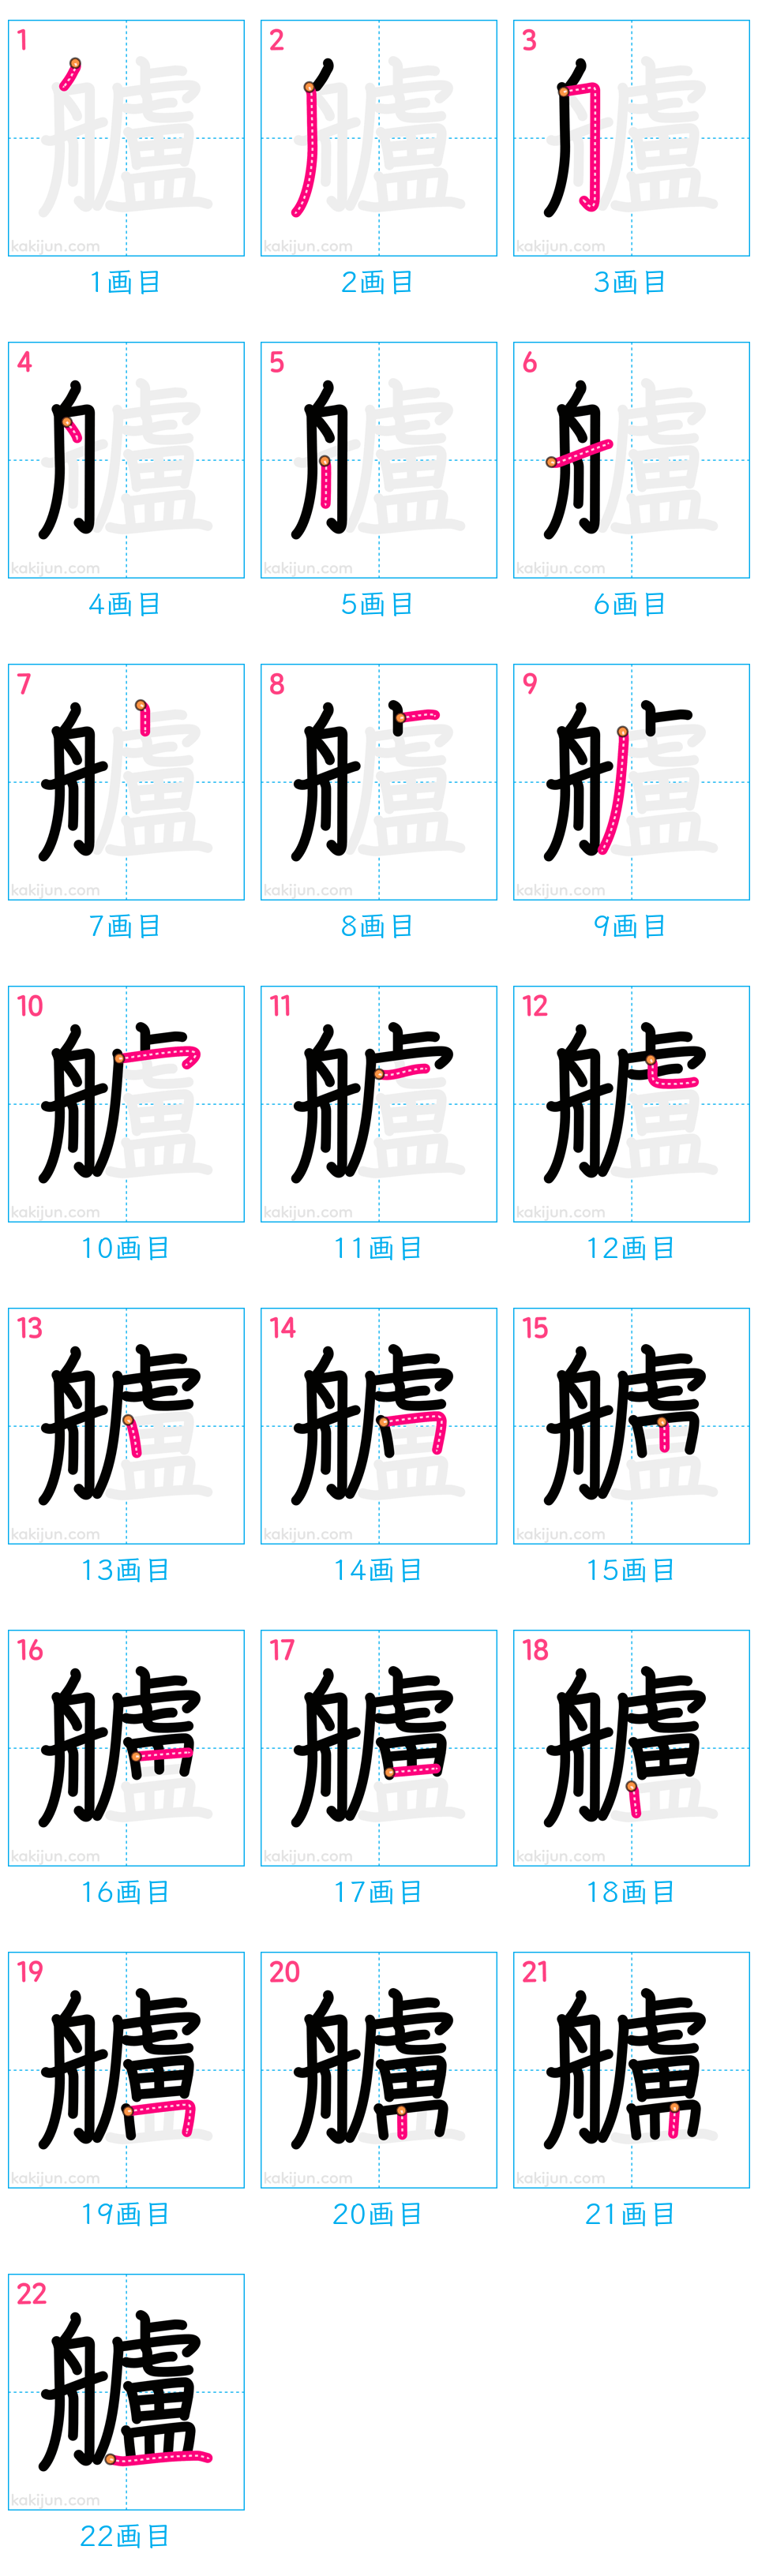 1 2 3
kakijun.com kakijun.com kakijun.com
1画目 2画目 3画目
4 5 6
kakijun.com kakijun.com kakijun.com
4画目 5画目 6画目
7 8 9
kakijun.com kakijun.com kakijun.com
7画目 8画目 9画目
10 11 12
kakijun.com kakijun.com kakijun.com
10画目 11画目 12画目
13 14 15
kakijun.com kakijun.com kakijun.com
13画目 14画目 15画目
16 17 18
kakijun.com kakijun.com kakijun.com
16画目 17画目 18画目
19 20 21
kakijun.com kakijun.com kakijun.com
19画目 20画目 21画目
22
艫
kakijun.com
22画目